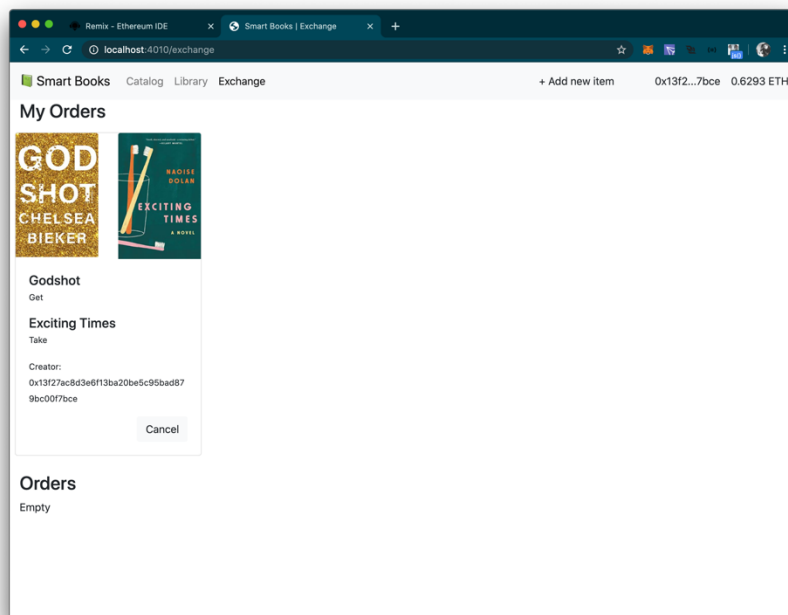 Remix - Ethereum IDE
Smart Books | Exchange
localhost:4010/exchange
Smart Books Catalog Library Exchange + Add new item 0x13f2...7bce 0.6293 ETH
My Orders
GOD
SHOT
CHELSEA
BIEKER
NAOISE
DOLAN
EXCITING
TIMES
A NOVEL
Godshot
Get
Exciting Times
Take
Creator:
0x13f27ac8d3e6f13ba20be5c95bad87
9bc00f7bce
Cancel
Orders
Empty